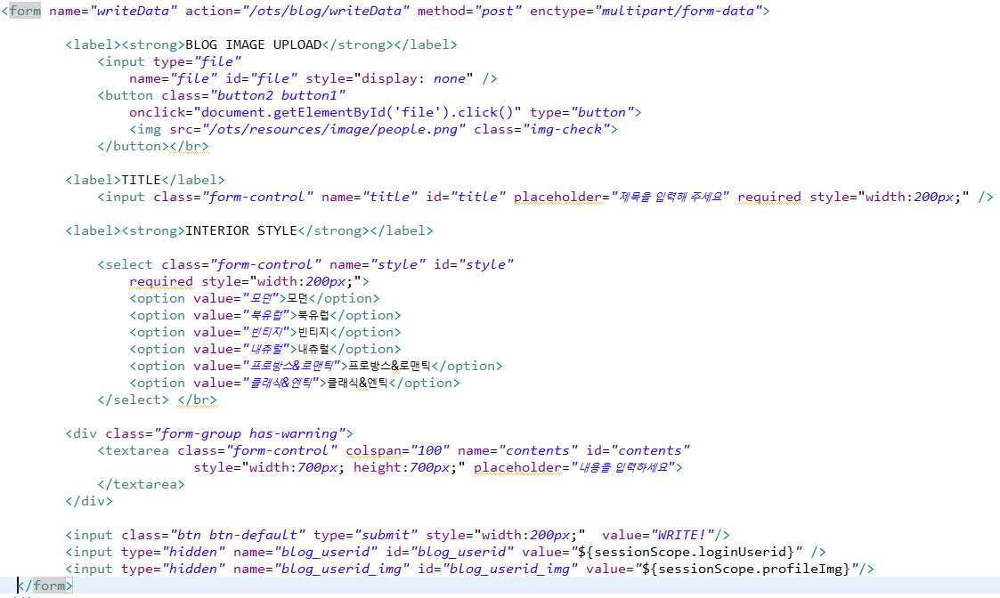 <form name="writeData" action="/ots/blog/writeData" method="post" enctype="multipart/form-data">
<label><strong>BLOG IMAGE UPLOAD</strong></label>
<input type="file"
name="file" id="file" style="display: none" />
<button class="button2 button1"
onclick="document.getElementById('file').click()" type="button">
<img src="/ots/resources/image/people.png" class="img-check">
</button></br>
<label>TITLE</label>
<input class="form-control" name="title" id="title" placeholder="제목을 입력해 주세요" required style="width:200px;" />
<label><strong>INTERIOR STYLE</strong></label>
<select class="form-control" name="style" id="style"
required style="width:200px;">
<option value="모던">모던</option>
<option value="북유럽">북유럽</option>
<option value="빈티지">빈티지</option>
<option value="내츄럴">내츄럴</option>
<option value="프로방스&로맨틱">프로방스&로맨틱</option>
<option value="클래식&엔틱">클래식&엔틱</option>
</select> </br>
<div class="form-group has-warning">
<textarea class="form-control" colspan="100" name="contents" id="contents"
style="width:700px; height:700px;" placeholder="내용을 입력하세요">
</textarea>
</div>
<input class="btn btn-default" type="submit" style="width:200px;"  value="WRITE!"/>
<input type="hidden" name="blog_userid" id="blog_userid" value="${sessionScope.loginUserid}" />
<input type="hidden" name="blog_userid_img" id="blog_userid_img" value="${sessionScope.profileImg}"/>
</form>